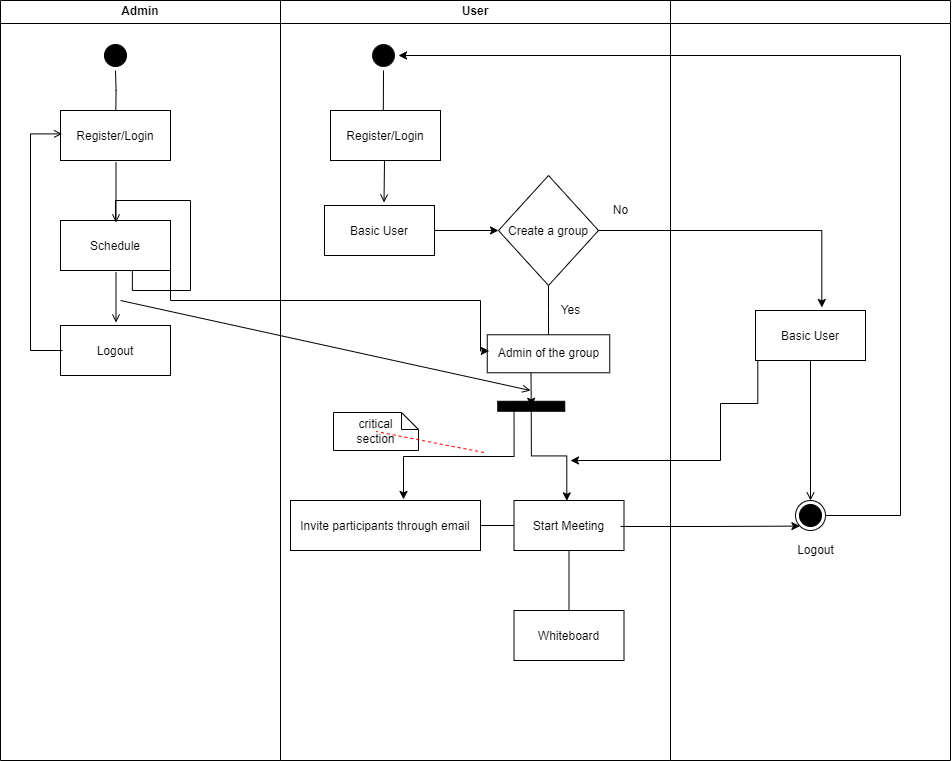 Admin
User
Register/Login
Register/Login
No
Basic User
Create a group
Schedule
Yes
Basic User
Logout
Admin of the group
critical
section
Invite participants through email
Start Meeting
Logout
Whiteboard